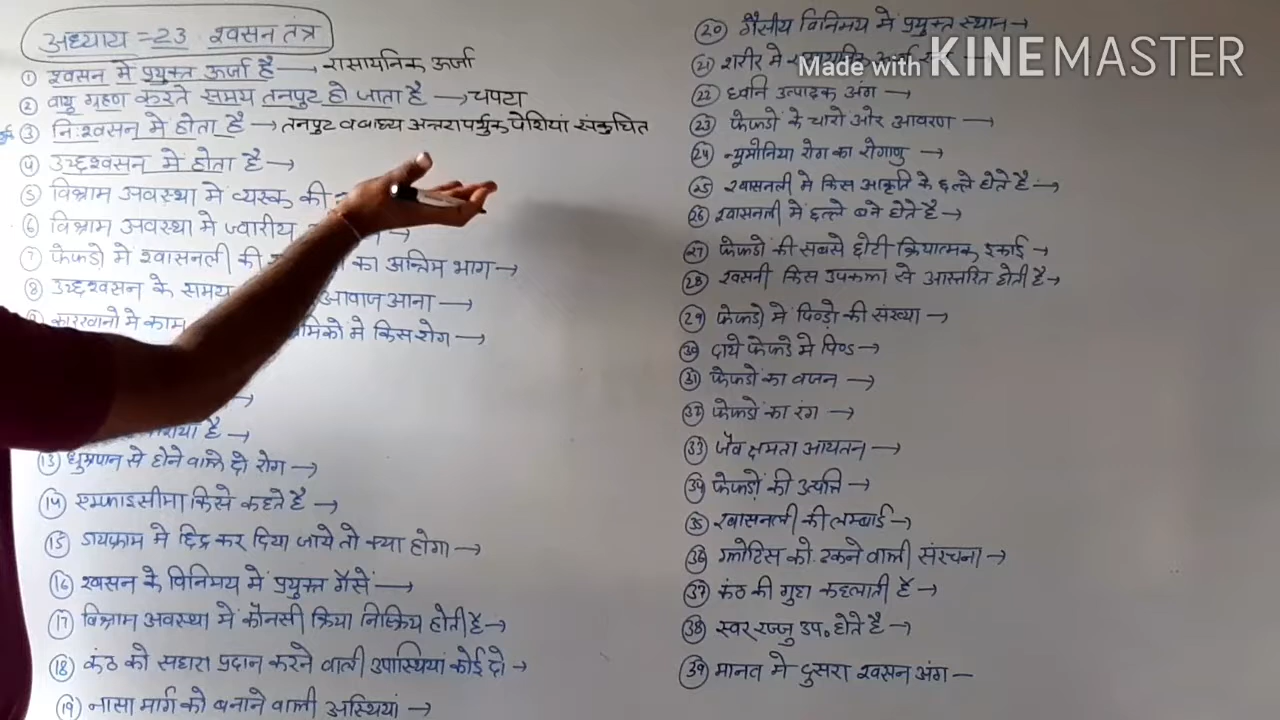 अध्याय = 23 श्वसन तंत्र
① श्वसन में प्रयुक्त ऊर्जा है → रासायनिक ऊर्जा
② वायु ग्रहण करते समय तनपुट हो जाता है → चपटा
③ निःश्वसन में होता है → तनपुट व बाह्य अन्तरापर्शुक पेशियां संकुचित
④ उच्छश्वसन में होता है →
⑤ विश्राम अवस्था में व्यस्क की
⑥ विश्राम अवस्था में ज्वारीय →
⑦ फेफडो में श्वासनली की का अन्तिम भाग →
⑧ उच्छश्वसन के समय आवाज आना →
कारखानो मे काम श्रमिको मे किस रोग →
→
है →
⑬ धुम्रपान से होने वाले दो रोग →
⑭ एम्फाइसीमा किसे कहते है →
⑮ डायफ्राम मे छिद्र कर दिया जाये तो क्या होगा →
⑯ श्वसन के विनिमय में प्रयुक्त गैसें →
⑰ विश्राम अवस्था में कौनसी क्रिया निष्क्रिय होती है →
⑱ कंठ को सहारा प्रदान करने वाली उपास्थियां कोई दो →
⑲ नासा मार्ग को बनाने वाली अस्थियां →
⑳ गैसीय विनिमय में प्रयुक्त स्थान →
Made with KINEMASTER
㉑ शरीर मे
㉒ ध्वनि उत्पादक अंग →
㉓ फेफडो के चारो और आवरण →
㉔ न्यूमोनिया रोग का रोगाणु →
㉕ श्वासनली मे किस आकृति के छल्ले होते है →
㉖ श्वासनली मे छल्ले बने होते है →
㉗ फेफडो की सबसे छोटी क्रियात्मक इकाई →
㉘ श्वसनी किस उपकला से आस्तरित होती है →
㉙ फेफडो मे पिण्डो की संख्या →
㉚ दाये फेफडे मे पिण्ड →
㉛ फेफडो का वजन →
㉜ फेफडो का रंग →
㉝ जैव क्षमता आयतन →
㉞ फेफडो की उत्पत्ति →
㉟ श्वासनली की लम्बाई →
㊱ ग्लोटिस को ढकने वाली संरचना →
㊲ कंठ की गुहा कहलाती है →
㊳ स्वर रज्जु उप० होते है →
㊴ मानव मे दुसरा श्वसन अंग —